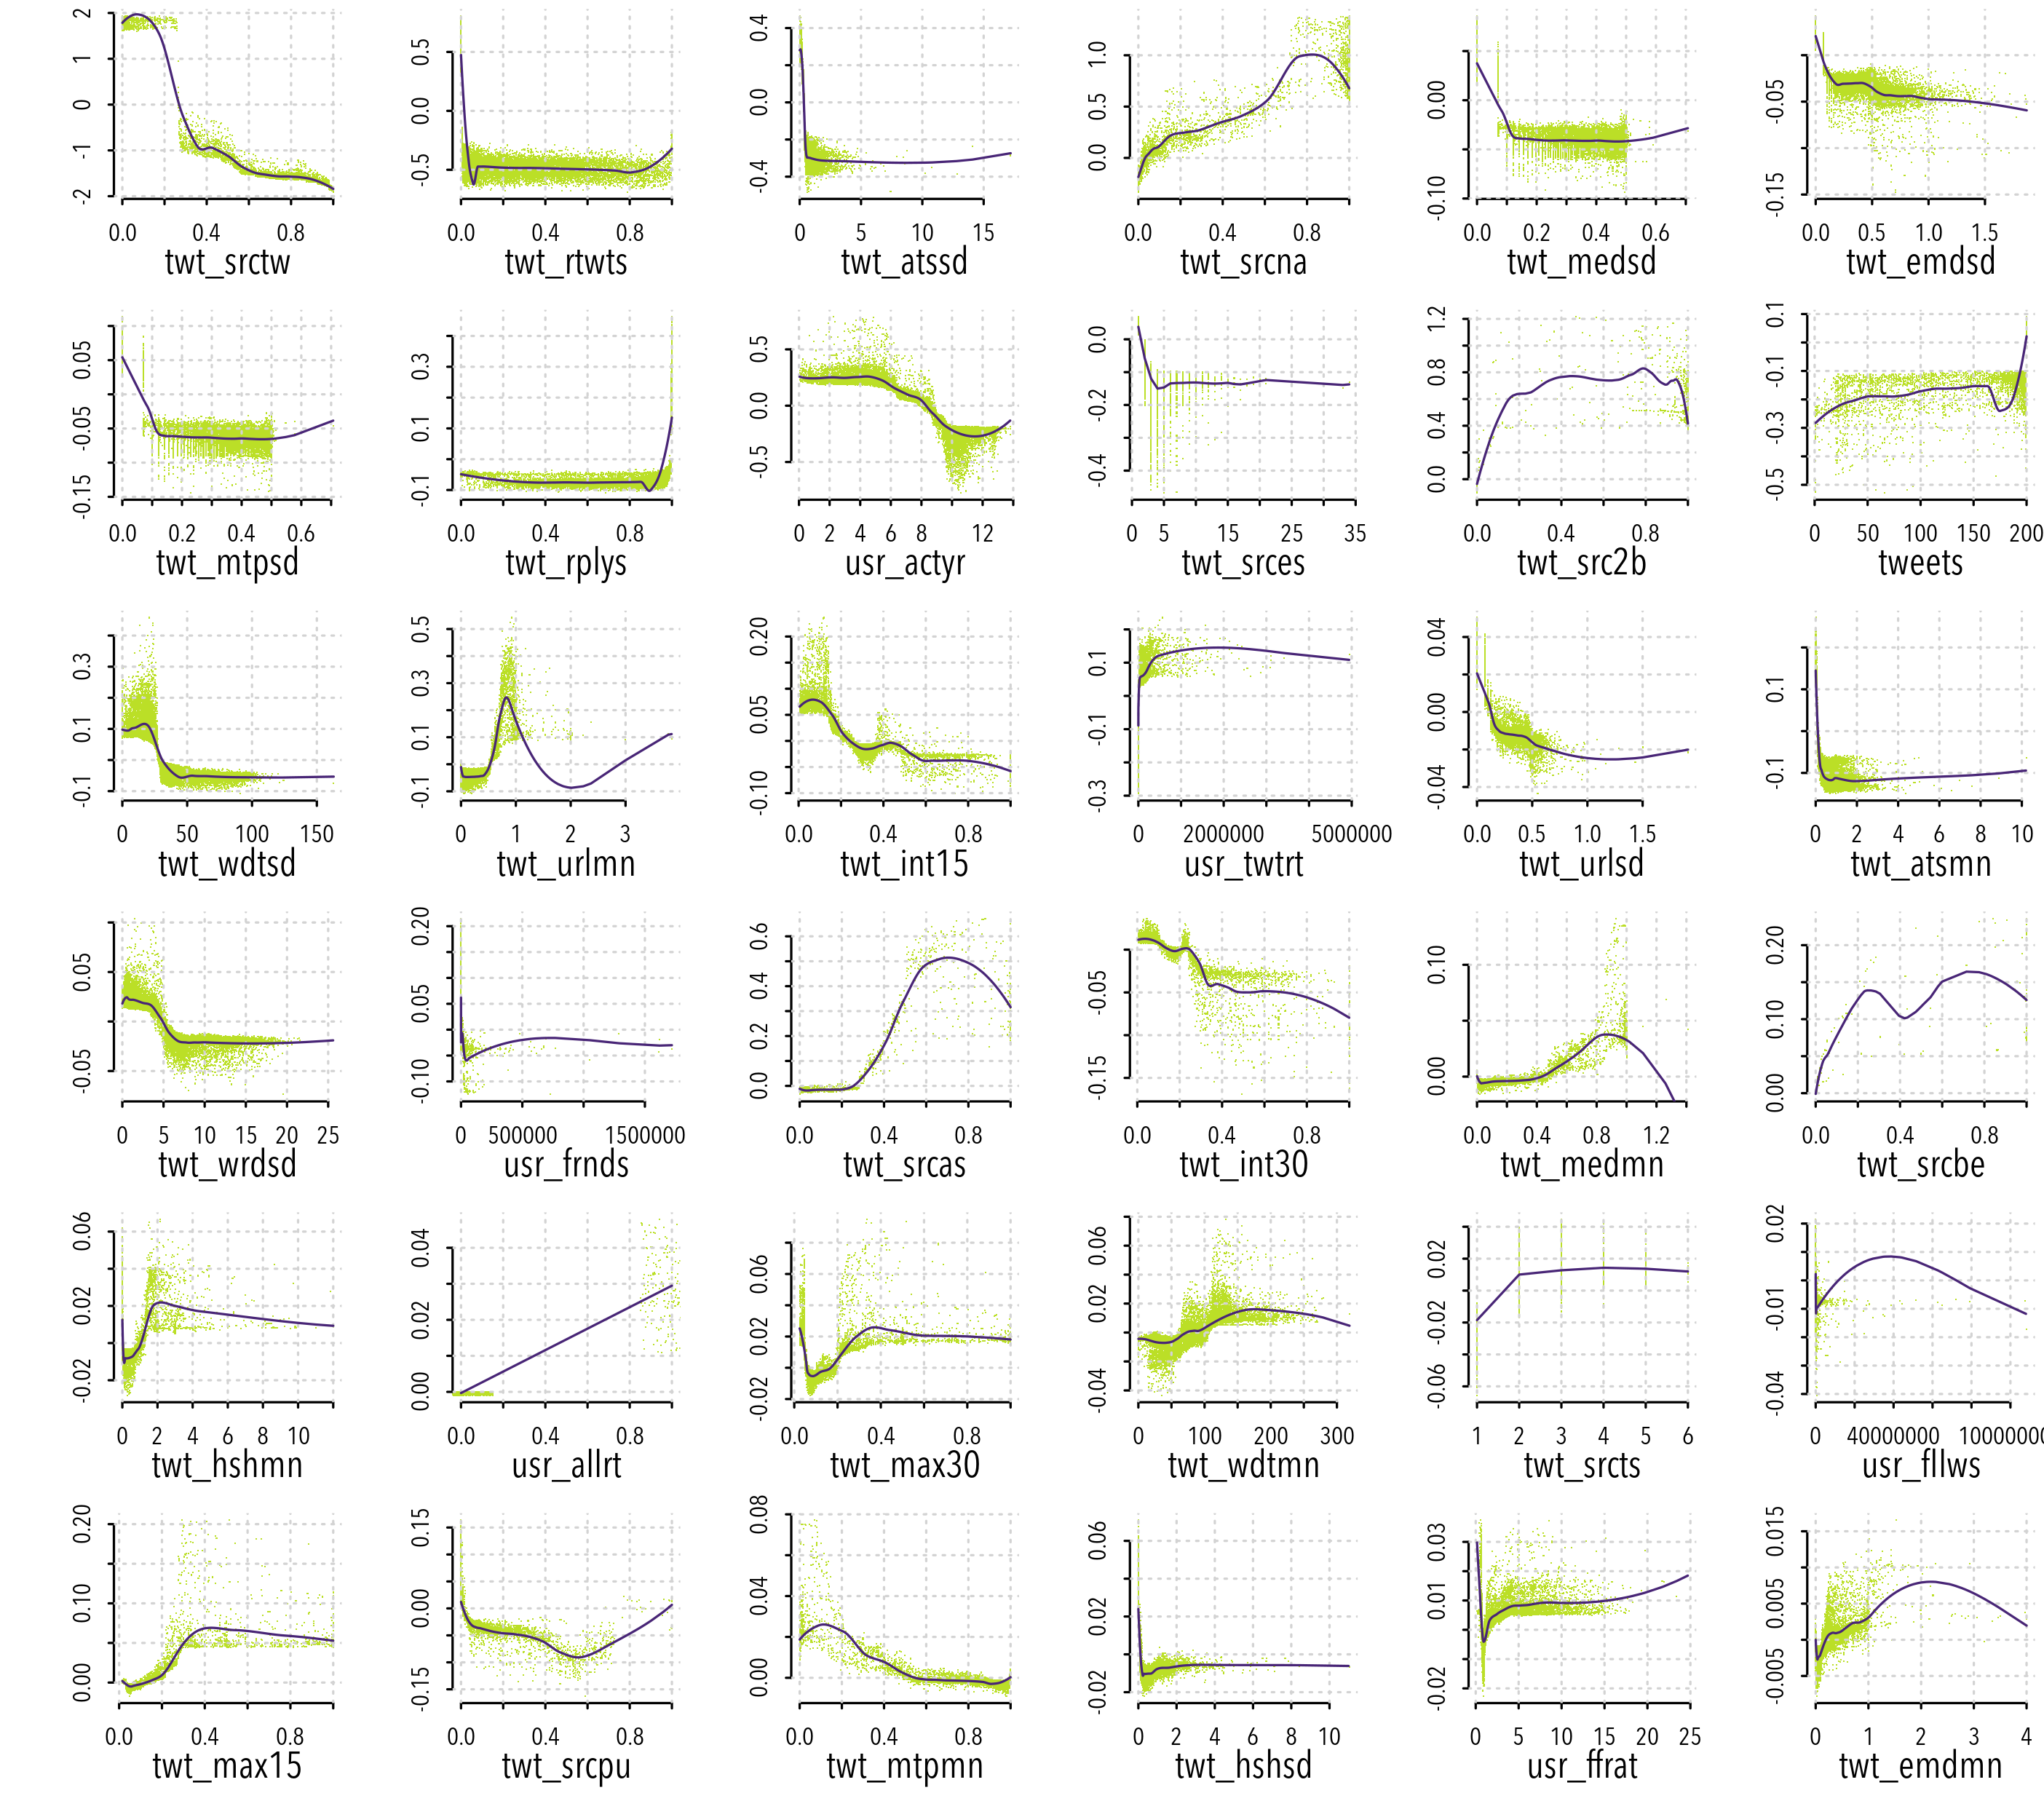 2
1
0
-1
-2
0.0 0.4 0.8
twt_srctw
0.5
0.0
-0.5
0.0 0.4 0.8
twt_rtwts
0.4
0.0
-0.4
0 5 10 15
twt_atssd
1.0
0.5
0.0
0.0 0.4 0.8
twt_srcna
0.00
-0.10
0.0 0.2 0.4 0.6
twt_medsd
-0.05
-0.15
0.0 0.5 1.0 1.5
twt_emdsd
0.05
-0.05
-0.15
0.0 0.2 0.4 0.6
twt_mtpsd
0.3
0.1
-0.1
0.0 0.4 0.8
twt_rplys
0.5
0.0
-0.5
0 2 4 6 8 12
usr_actyr
0.0
-0.2
-0.4
0 5 15 25 35
twt_srces
1.2
0.8
0.4
0.0
0.0 0.4 0.8
twt_src2b
0.1
-0.1
-0.3
-0.5
0 50 100 150 200
tweets
0.3
0.1
-0.1
0 50 100 150
twt_wdtsd
0.5
0.3
0.1
-0.1
0 1 2 3
twt_urlmn
0.20
0.05
-0.10
0.0 0.4 0.8
twt_int15
0.1
-0.1
-0.3
0 2000000 5000000
usr_twtrt
0.04
0.00
-0.04
0.0 0.5 1.0 1.5
twt_urlsd
0.1
-0.1
0 2 4 6 8 10
twt_atsmn
0.05
-0.05
0 5 10 15 20 25
twt_wrdsd
0.20
0.05
-0.10
0 500000 1500000
usr_frnds
0.6
0.4
0.2
0.0
0.0 0.4 0.8
twt_srcas
-0.05
-0.15
0.0 0.4 0.8
twt_int30
0.10
0.00
0.0 0.4 0.8 1.2
twt_medmn
0.20
0.10
0.00
0.0 0.4 0.8
twt_srcbe
0.06
0.02
-0.02
0 2 4 6 8 10
twt_hshmn
0.04
0.02
0.00
0.0 0.4 0.8
usr_allrt
0.06
0.02
-0.02
0.0 0.4 0.8
twt_max30
0.06
0.02
-0.04
0 100 200 300
twt_wdtmn
0.02
-0.02
-0.06
1 2 3 4 5 6
twt_srcts
0.02
-0.01
-0.04
0 40000000
usr_fllws
0.20
0.10
0.00
0.0 0.4 0.8
twt_max15
0.15
0.00
-0.15
0.0 0.4 0.8
twt_srcpu
0.08
0.04
0.00
0.0 0.4 0.8
twt_mtpmn
0.06
0.02
-0.02
0 2 4 6 8 10
twt_hshsd
0.03
0.01
-0.02
0 5 10 15 20 25
usr_ffrat
0.015
0.005
-0.005
0 1 2 3 4
twt_emdmn